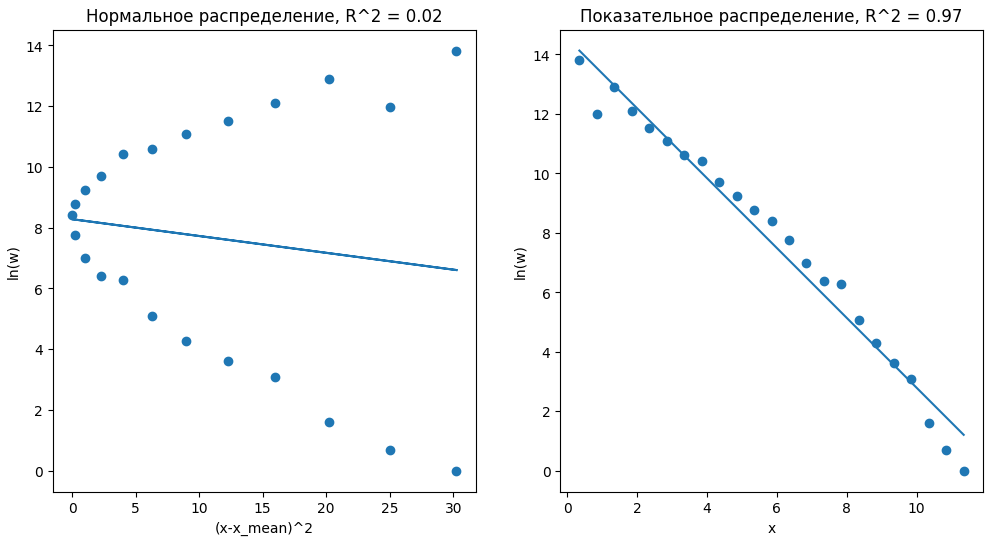 Нормальное распределение, R^2 = 0.02
14
12
10
8
6
4
2
0
ln(w)
0 5 10 15 20 25 30
(x-x_mean)^2
Показательное распределение, R^2 = 0.97
14
12
10
8
6
4
2
0
ln(w)
0 2 4 6 8 10
x